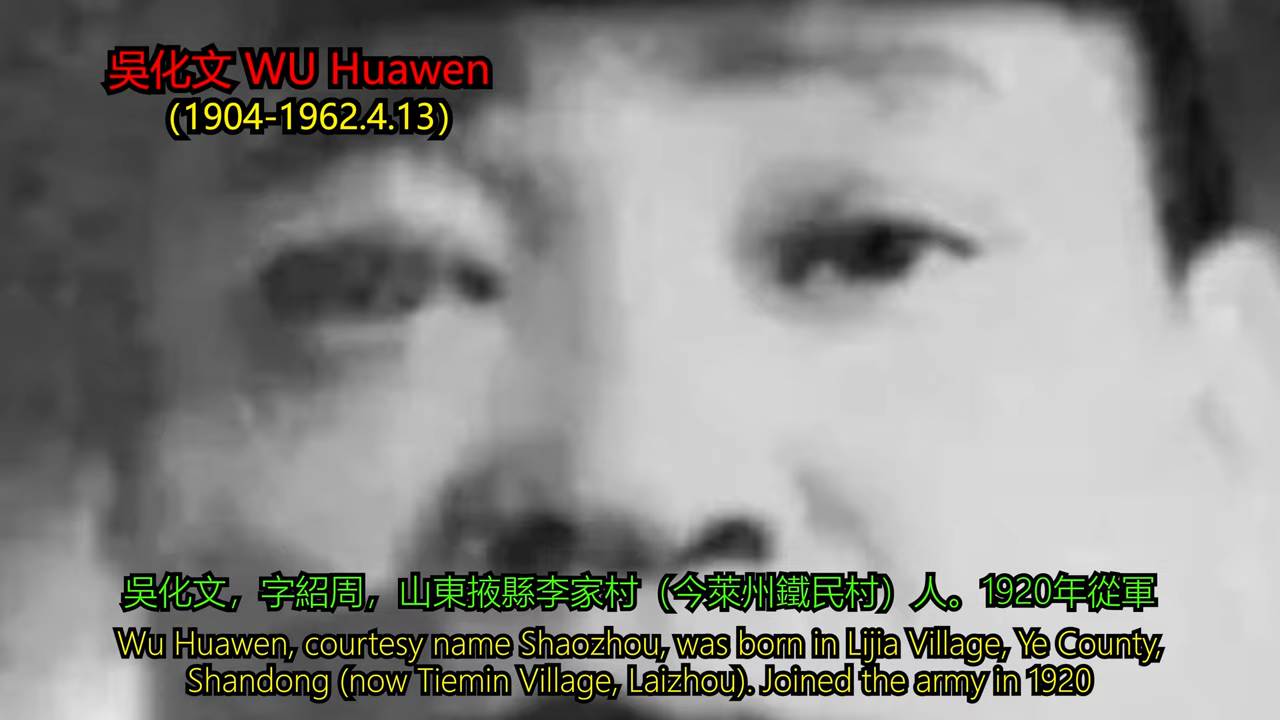 吳化文 WU Huawen
(1904-1962.4.13)
吳化文，字紹周，山東掖縣李家村（今萊州鐵民村）人。1920年從軍
Wu Huawen, courtesy name Shaozhou, was born in Lijia Village, Ye County,
Shandong (now Tiemin Village, Laizhou). Joined the army in 1920